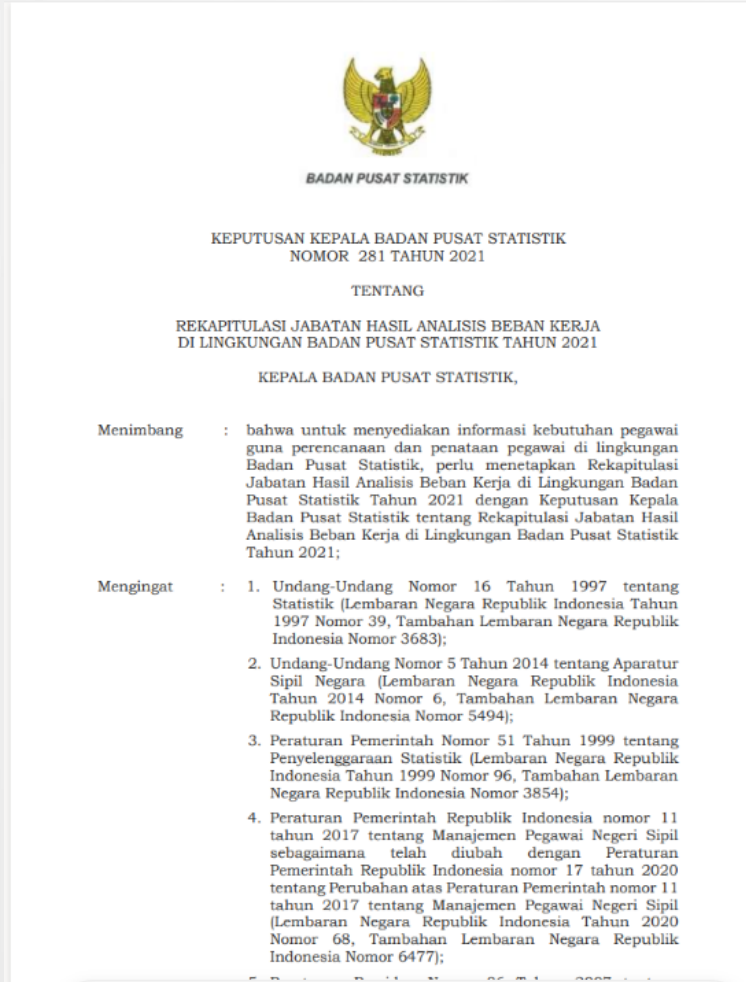 BADAN PUSAT STATISTIK
KEPUTUSAN KEPALA BADAN PUSAT STATISTIK
NOMOR 281 TAHUN 2021
TENTANG
REKAPITULASI JABATAN HASIL ANALISIS BEBAN KERJA
DI LINGKUNGAN BADAN PUSAT STATISTIK TAHUN 2021
KEPALA BADAN PUSAT STATISTIK,
Menimbang : bahwa untuk menyediakan informasi kebutuhan pegawai
guna perencanaan dan penataan pegawai di lingkungan
Badan Pusat Statistik, perlu menetapkan Rekapitulasi
Jabatan Hasil Analisis Beban Kerja di Lingkungan Badan
Pusat Statistik Tahun 2021 dengan Keputusan Kepala
Badan Pusat Statistik tentang Rekapitulasi Jabatan Hasil
Analisis Beban Kerja di Lingkungan Badan Pusat Statistik
Tahun 2021;
Mengingat : 1. Undang-Undang Nomor 16 Tahun 1997 tentang
Statistik (Lembaran Negara Republik Indonesia Tahun
1997 Nomor 39, Tambahan Lembaran Negara Republik
Indonesia Nomor 3683);
2. Undang-Undang Nomor 5 Tahun 2014 tentang Aparatur
Sipil Negara (Lembaran Negara Republik Indonesia
Tahun 2014 Nomor 6, Tambahan Lembaran Negara
Republik Indonesia Nomor 5494);
3. Peraturan Pemerintah Nomor 51 Tahun 1999 tentang
Penyelenggaraan Statistik (Lembaran Negara Republik
Indonesia Tahun 1999 Nomor 96, Tambahan Lembaran
Negara Republik Indonesia Nomor 3854);
4. Peraturan Pemerintah Republik Indonesia nomor 11
tahun 2017 tentang Manajemen Pegawai Negeri Sipil
sebagaimana telah diubah dengan Peraturan
Pemerintah Republik Indonesia nomor 17 tahun 2020
tentang Perubahan atas Peraturan Pemerintah nomor 11
tahun 2017 tentang Manajemen Pegawai Negeri Sipil
(Lembaran Negara Republik Indonesia Tahun 2020
Nomor 68, Tambahan Lembaran Negara Republik
Indonesia Nomor 6477);